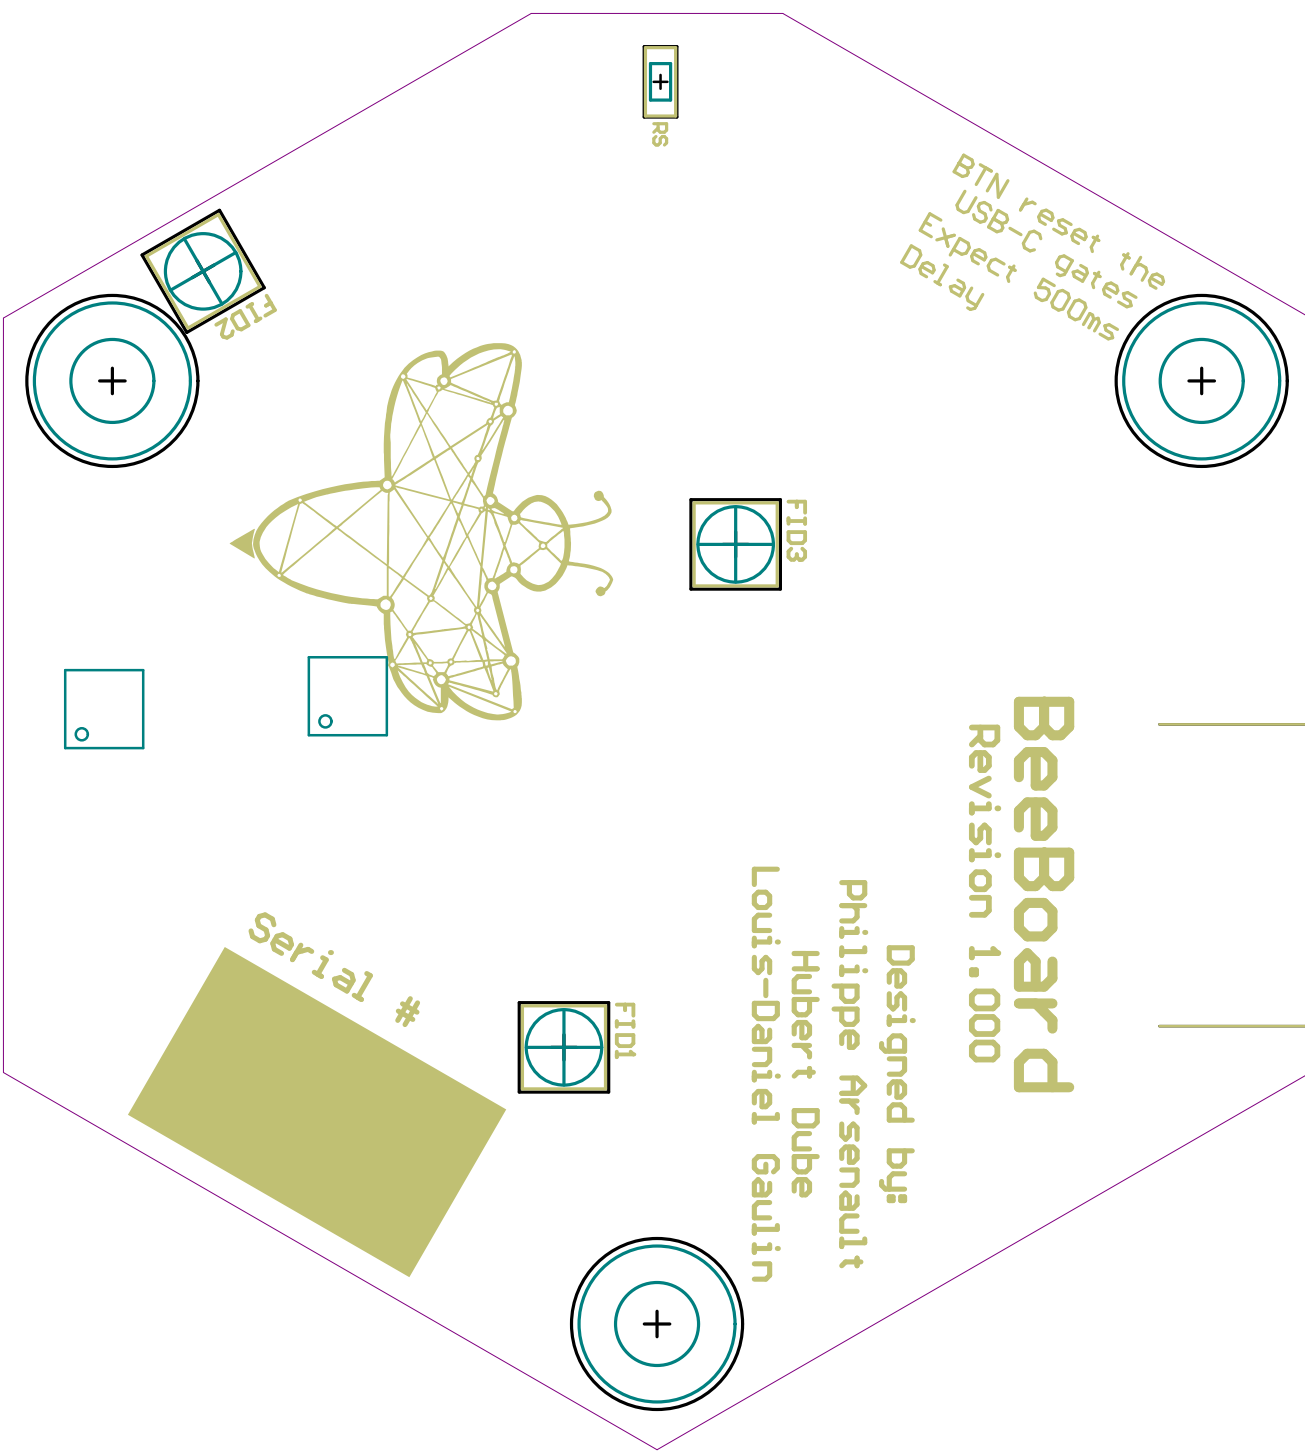 RS
BTN reset the
USB-C gates
Expect 500ms
Delay
FID2
FID3
BeeBoard
Revision 1.000
Designed by:
Philippe Arsenault
Hubert Dube
Louis-Daniel Gaulin
Serial #
FID1